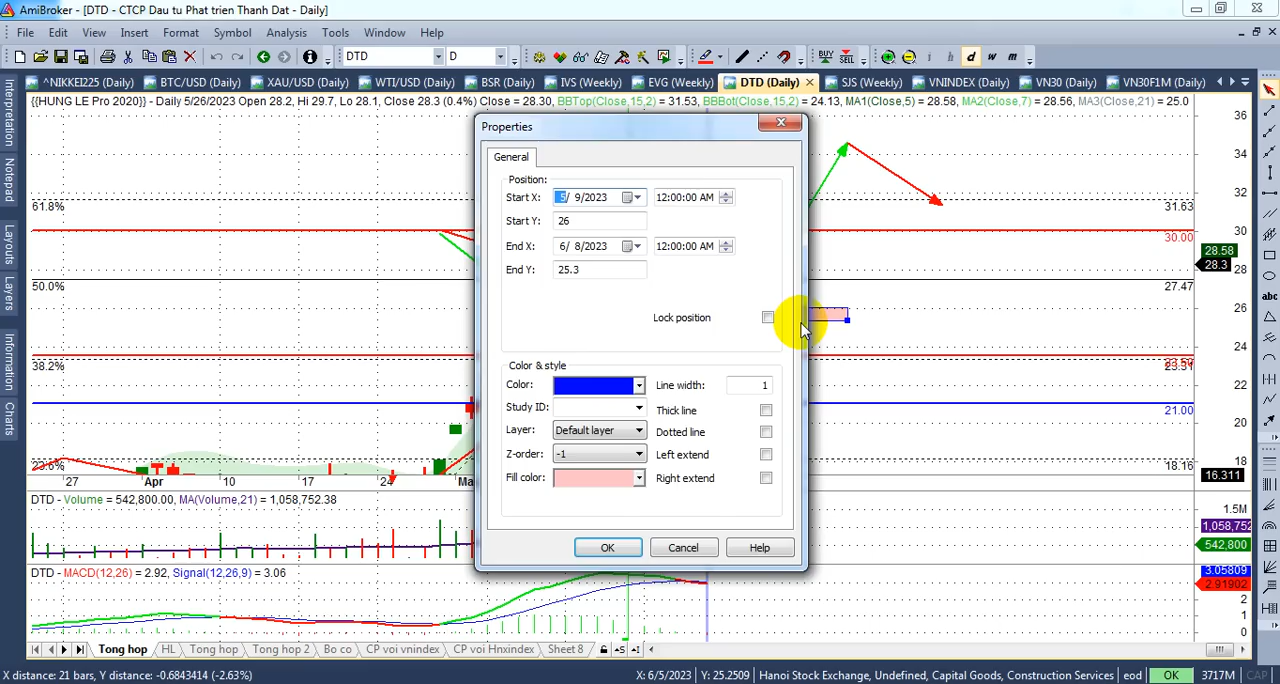 AmiBroker - [DTD - CTCP Dau tu Phat trien Thanh Dat - Daily]
File Edit View Insert Format Symbol Analysis Tools Window Help
DTD D BUY SELL i h d w m
^NIKKEI225 (Daily) BTC/USD (Daily) XAU/USD (Daily) WTI/USD (Daily) BSR (Daily) IVS (Weekly) EVG (Weekly) DTD (Daily) SJS (Weekly) VNINDEX (Daily) VN30 (Daily) VN30F1M (Daily)
{{HUNG LE Pro 2020}} - Daily 5/26/2023 Open 28.2, Hi 29.7, Lo 28.1, Close 28.3 (0.4%) Close = 28.30, BBTop(Close,15,2) = 31.53, BBBot(Close,15,2) = 24.13, MA1(Close,5) = 28.58, MA2(Close,7) = 28.56, MA3(Close,21) = 25.0
Interpretation
Notepad
Layouts
Layers
Information
Charts
Properties
General
Position:
Start X: 5/ 9/2023 12:00:00 AM
Start Y: 26
End X: 6/ 8/2023 12:00:00 AM
End Y: 25.3
Lock position
Color & style
Color: Line width: 1
Study ID: Thick line
Layer: Default layer Dotted line
Z-order: -1 Left extend
Fill color: Right extend
OK Cancel Help
61.8%
50.0%
38.2%
36
34
32
31.63
30.00
28.58
28.3
28
27.47
26
24
22
21.00
20
18
18.16
16.311
abc
27 Apr 10 17 24
DTD - Volume = 542,800.00, MA(Volume,21) = 1,058,752.38
1.5M
1,058,752
542,800
DTD - MACD(12,26) = 2.92, Signal(12,26,9) = 3.06
3.05809
2.91902
2
1
0
Tong hop HL Tong hop Tong hop 2 Bo co CP voi vnindex CP voi Hnxindex Sheet 8
X distance: 21 bars, Y distance: -0.6843414 (-2.63%) X: 6/5/2023 Y: 25.2509 Hanoi Stock Exchange, Undefined, Capital Goods, Construction Services eod OK 3717M CAP